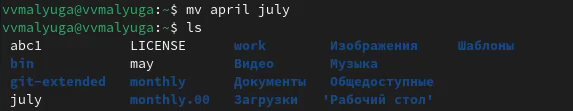 vvmalyuga@vvmalyuga:~$ mv april july
vvmalyuga@vvmalyuga:~$ ls
abc1 LICENSE work Изображения Шаблоны
bin may Видео Музыка
git-extended monthly Документы Общедоступные
july monthly.00 Загрузки 'Рабочий стол'